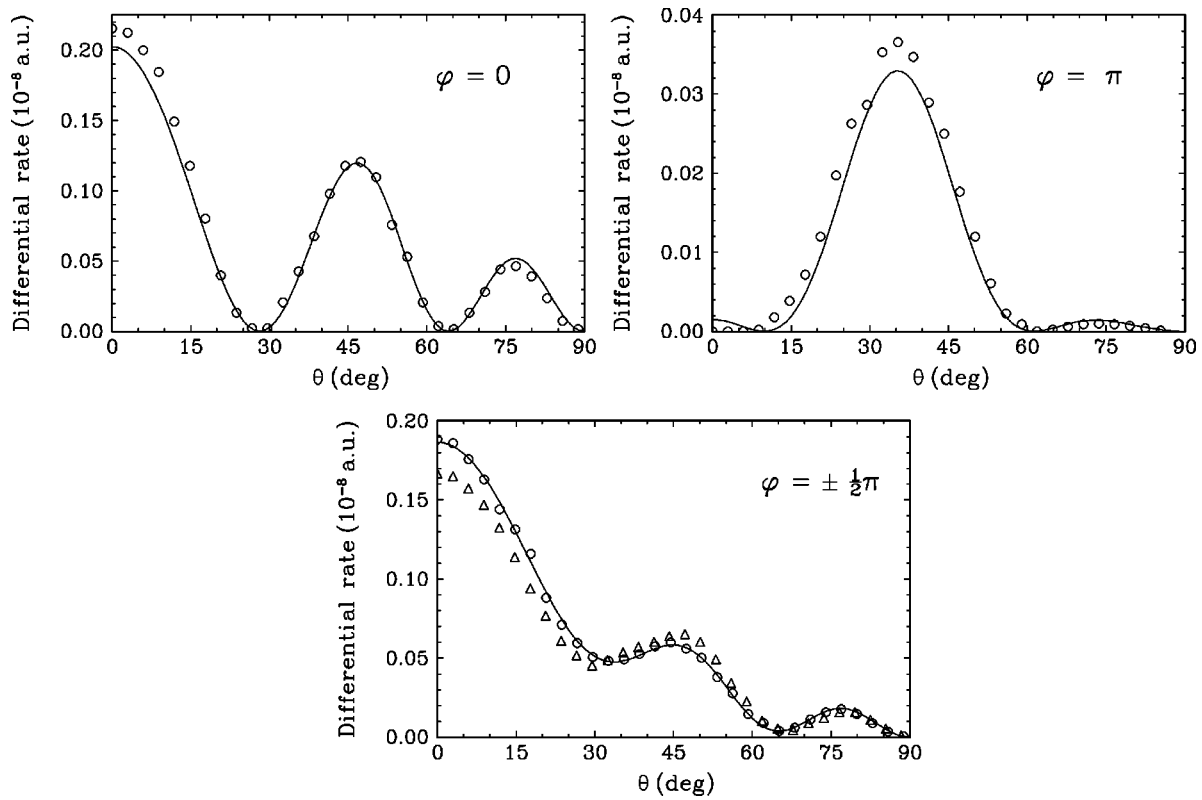 Differential rate (10⁻⁸ a.u.)
0.20
0.15
0.10
0.05
0.00
φ = 0
0 15 30 45 60 75 90
θ (deg)
Differential rate (10⁻⁸ a.u.)
0.04
0.03
0.02
0.01
0.00
φ = π
0 15 30 45 60 75 90
θ (deg)
Differential rate (10⁻⁸ a.u.)
0.20
0.15
0.10
0.05
0.00
φ = ± ½π
0 15 30 45 60 75 90
θ (deg)